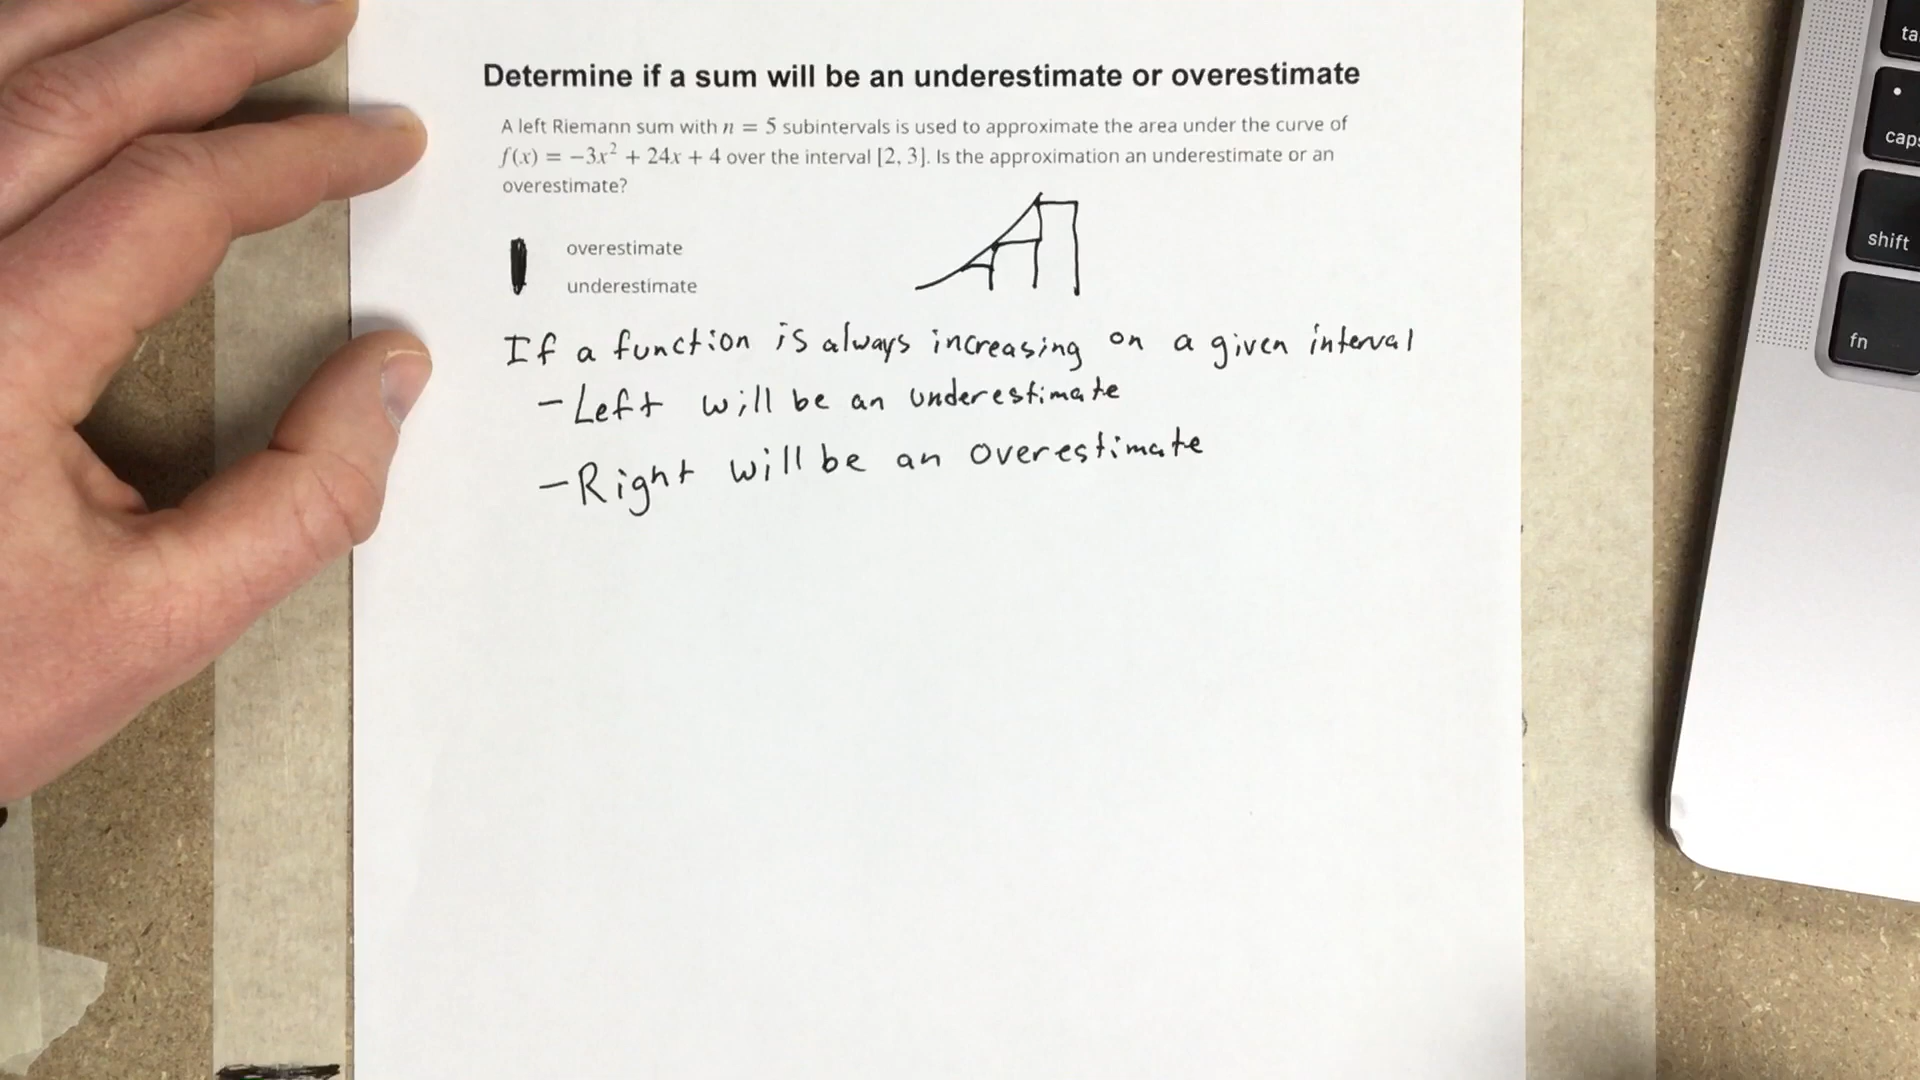 Determine if a sum will be an underestimate or overestimate
A left Riemann sum with n = 5 subintervals is used to approximate the area under the curve of
f(x) = −3x² + 24x + 4 over the interval [2, 3]. Is the approximation an underestimate or an
overestimate?
overestimate
underestimate
If a function is always increasing on a given interval
- Left will be an underestimate
- Right will be an overestimate
ta
caps
shift
fn